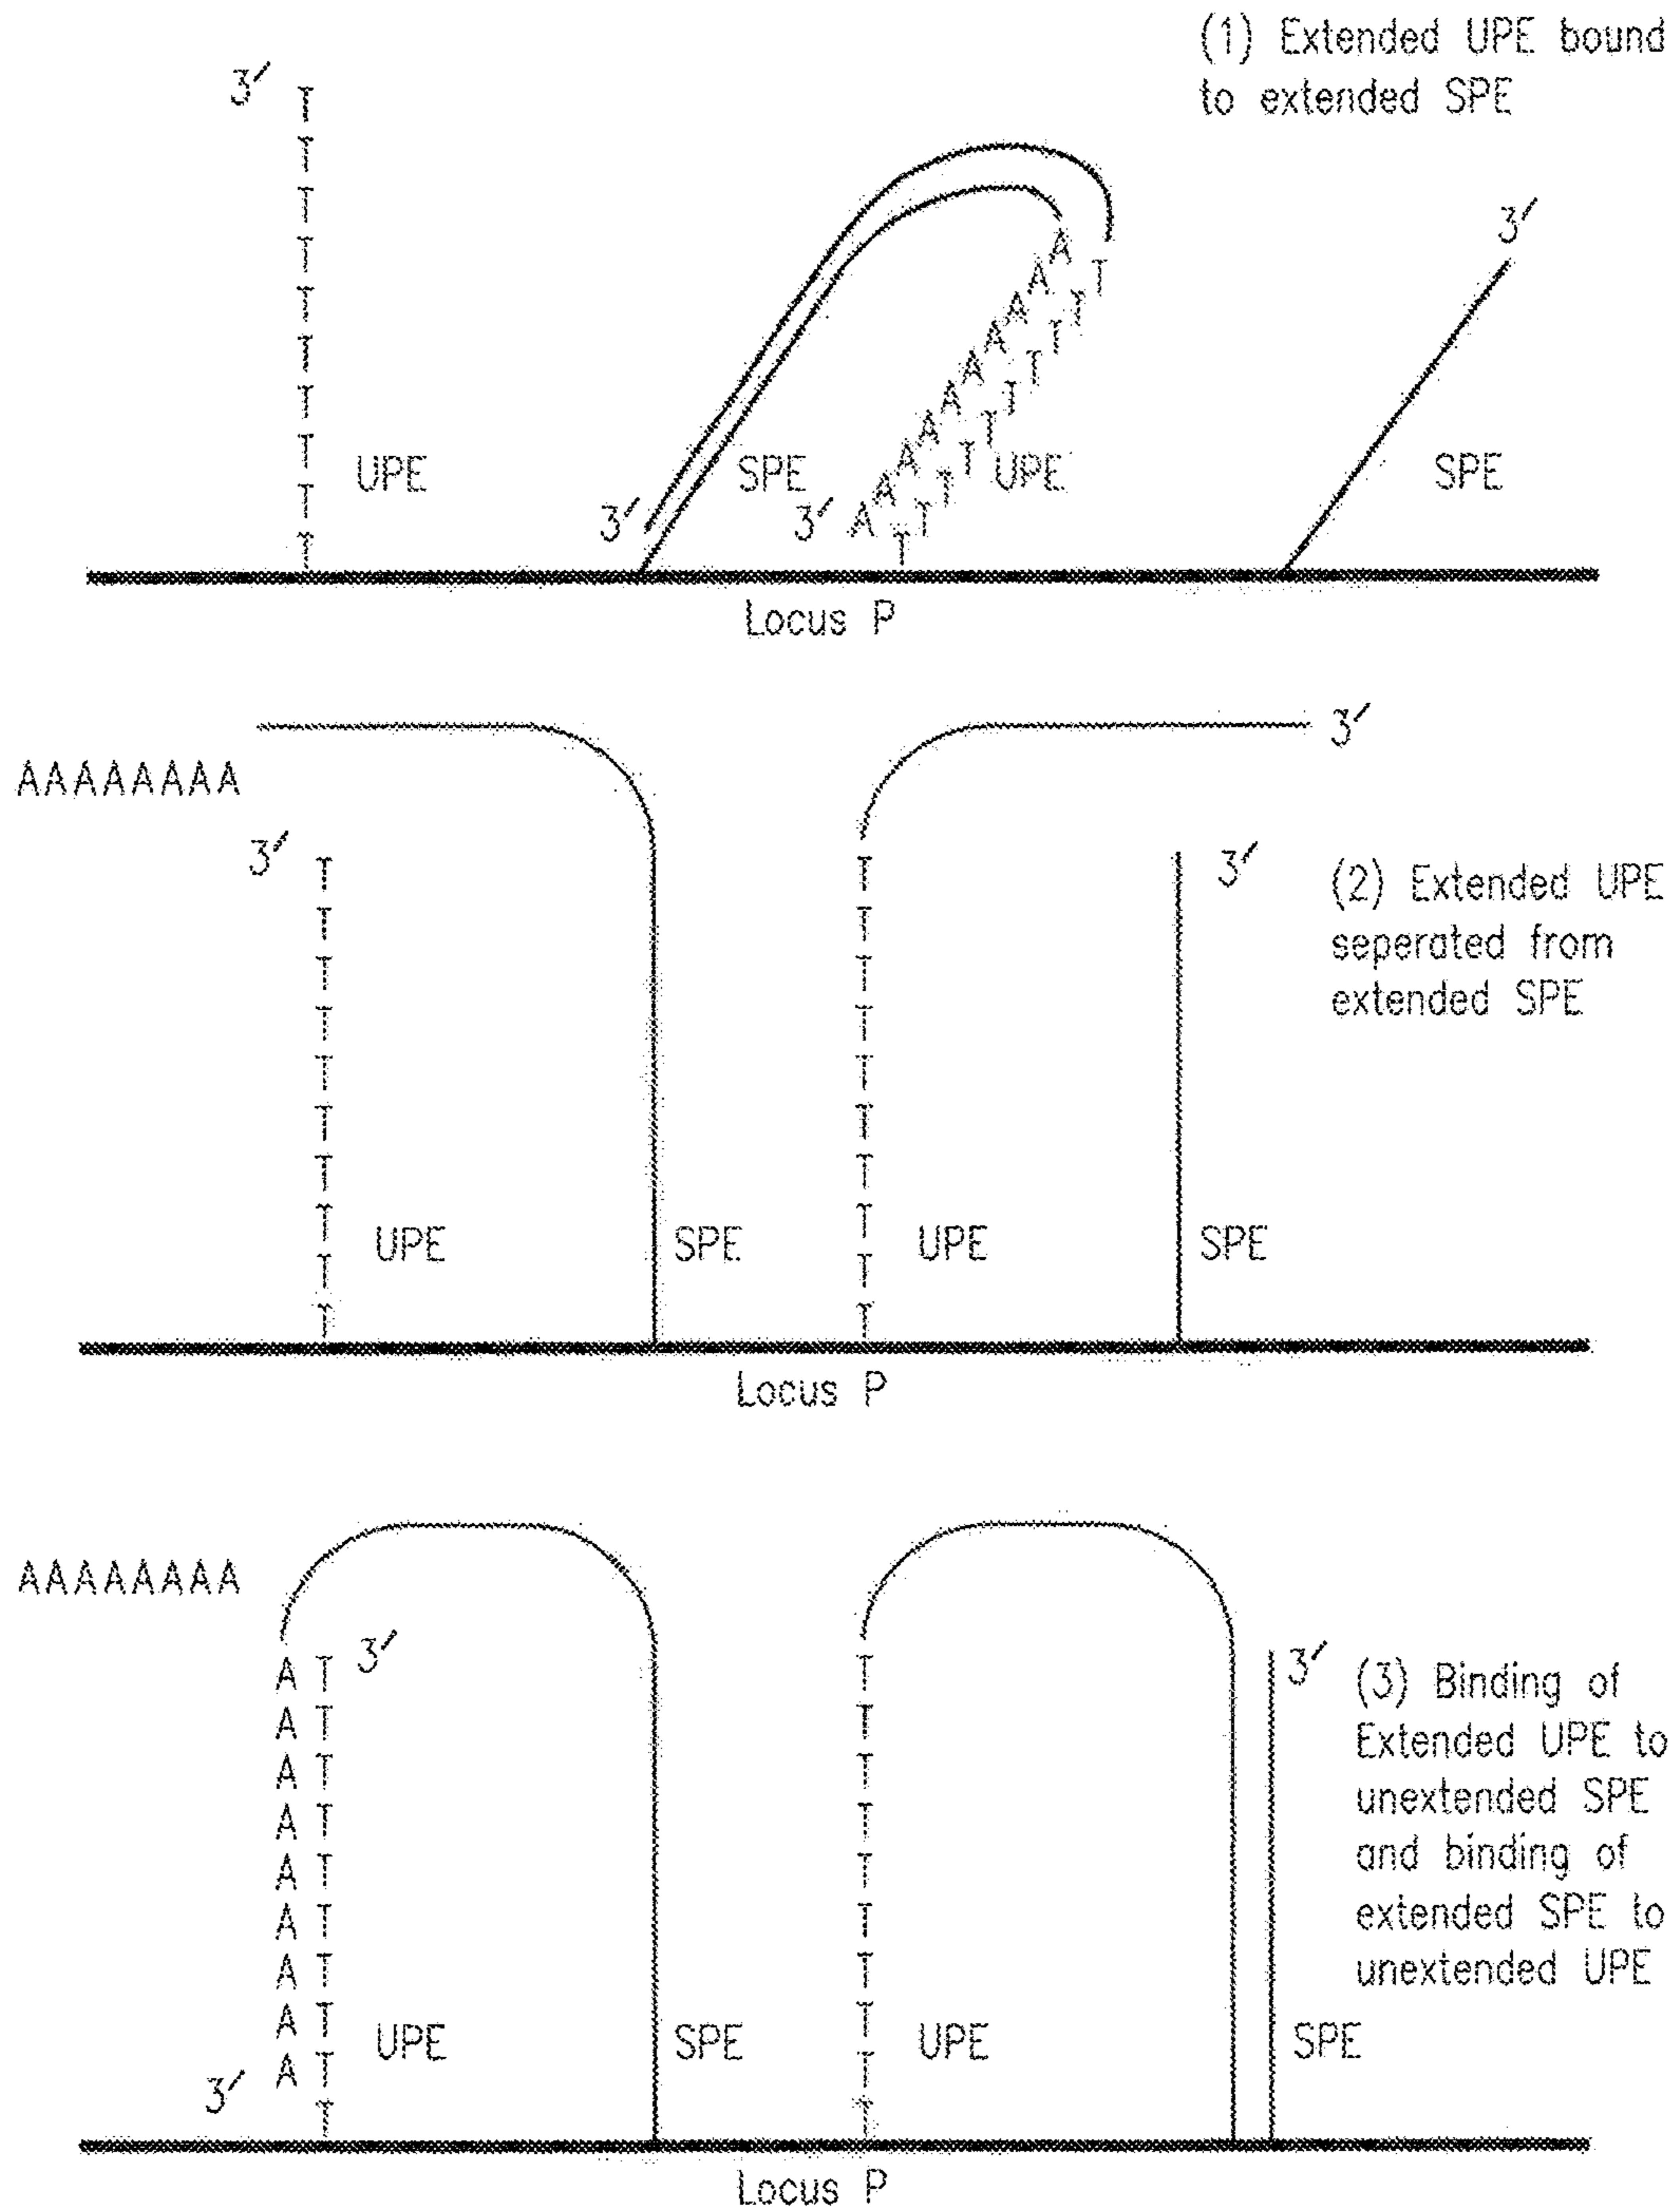 (1) Extended UPE bound
to extended SPE
3′
T
T
T
T
T
T
T
T
T
T
UPE
3′
SPE
3′
A
A
A
A
A
A
A
A
A
A
T
T
T
T
T
T
T
T
T
T
UPE
3′
SPE
Locus P
AAAAAAAA
3′
T
T
T
T
T
T
T
T
T
T
UPE
SPE
3′
T
T
T
T
T
T
T
T
T
T
UPE
3′
SPE
(2) Extended UPE
seperated from
extended SPE
Locus P
AAAAAAAA
3′
A T
A T
A T
A T
A T
A T
A T
A T
A T
T
3′
UPE
SPE
T
T
T
T
T
T
T
T
T
T
UPE
3′
SPE
(3) Binding of
Extended UPE to
unextended SPE
and binding of
extended SPE to
unextended UPE
Locus P